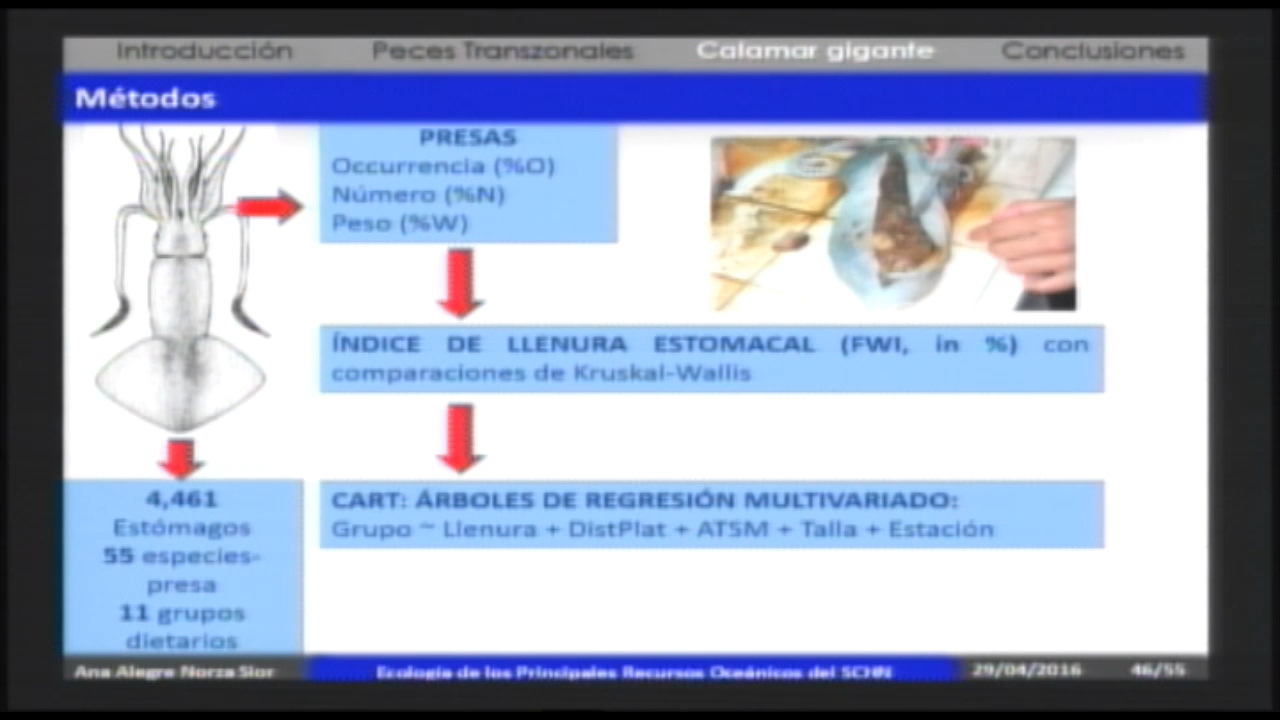 Introducción Peces Transzonales Calamar gigante Conclusiones
Métodos
PRESAS
Occurrencia (%O)
Número (%N)
Peso (%W)
ÍNDICE DE LLENURA ESTOMACAL (FWI, in %) con
comparaciones de Kruskal-Wallis
4,461
Estómagos
55 especies-
presa
11 grupos
dietarios
CART: ÁRBOLES DE REGRESIÓN MULTIVARIADO:
Grupo ~ Llenura + DistPlat + ATSM + Talla + Estación
Ana Alegre Norza Sior Ecología de los Principales Recursos Oceánicos del SCHN 29/04/2016 46/55